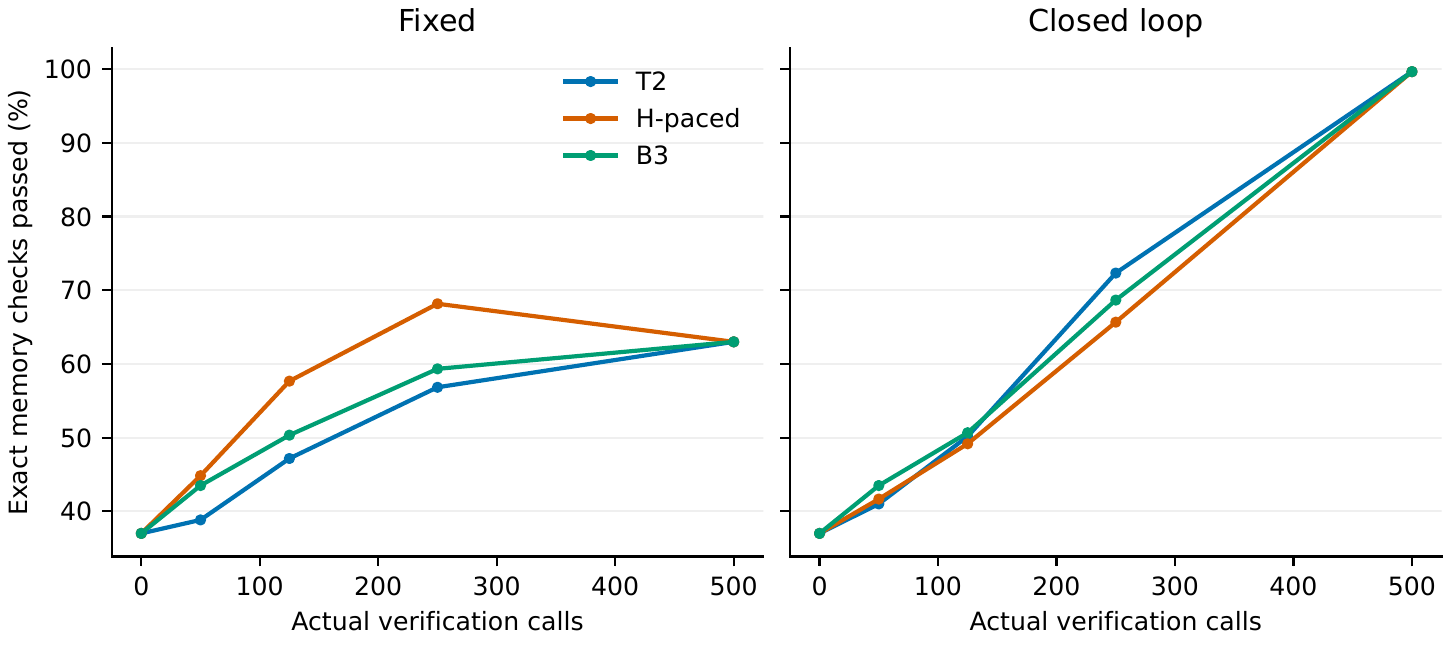 Fixed
Closed loop
Exact memory checks passed (%)
100
90
80
70
60
50
40
T2
H-paced
B3
0 100 200 300 400 500
0 100 200 300 400 500
Actual verification calls
Actual verification calls